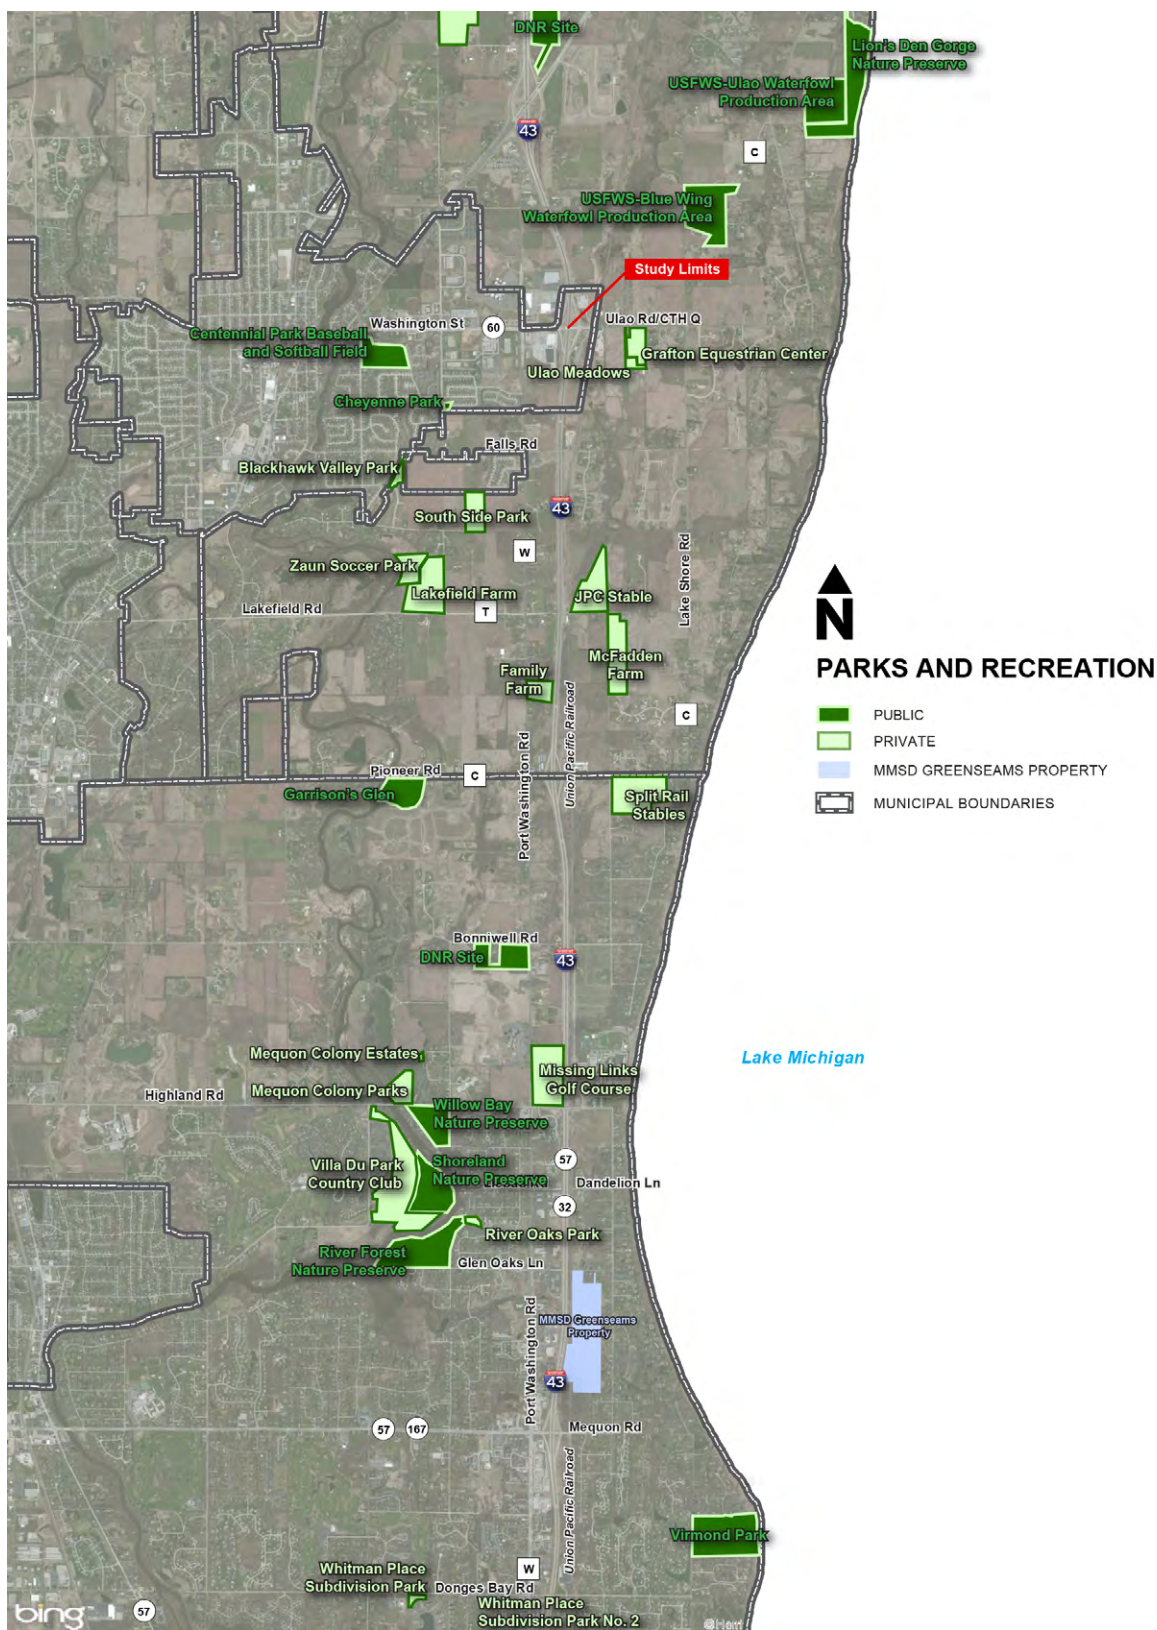 DNR Site
Lion's Den Gorge
Nature Preserve
USFWS-Ulao Waterfowl
Production Area
43
C
USFWS-Blue Wing
Waterfowl Production Area
Study Limits
Washington St
60
Ulao Rd/CTH Q
Centennial Park Baseball
and Softball Field
Grafton Equestrian Center
Ulao Meadows
Cheyenne Park
Falls Rd
Blackhawk Valley Park
43
South Side Park
W
Lake Shore Rd
Zaun Soccer Park
Lakefield Farm
JPC Stable
Lakefield Rd
T
N
McFadden
Farm
Family
Farm
PARKS AND RECREATION
PUBLIC
PRIVATE
MMSD GREENSEAMS PROPERTY
MUNICIPAL BOUNDARIES
Union Pacific Railroad
C
Port Washington Rd
Pioneer Rd
C
Garrison's Glen
Split Rail
Stables
Bonniwell Rd
DNR Site
43
Mequon Colony Estates
Lake Michigan
Missing Links
Golf Course
Mequon Colony Parks
Highland Rd
Willow Bay
Nature Preserve
57
Villa Du Park
Country Club
Shoreland
Nature Preserve
Dandelion Ln
32
River Oaks Park
River Forest
Nature Preserve
Glen Oaks Ln
MMSD Greenseams
Property
Port Washington Rd
43
57
167
Mequon Rd
Union Pacific Railroad
Virmond Park
Whitman Place
Subdivision Park
W
Donges Bay Rd
Whitman Place
Subdivision Park No. 2
bing
57